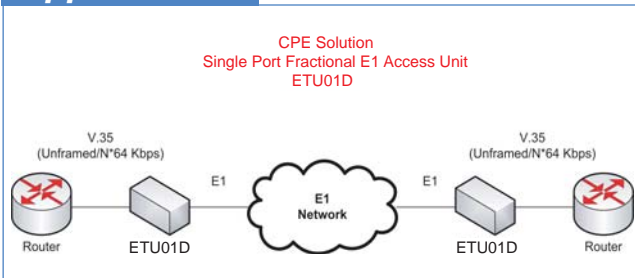 CPE Solution
Single Port Fractional E1 Access Unit
ETU01D
V.35
(Unframed/N*64 Kbps)
V.35
(Unframed/N*64 Kbps)
E1
E1
Network
E1
Router
ETU01D
ETU01D
Router